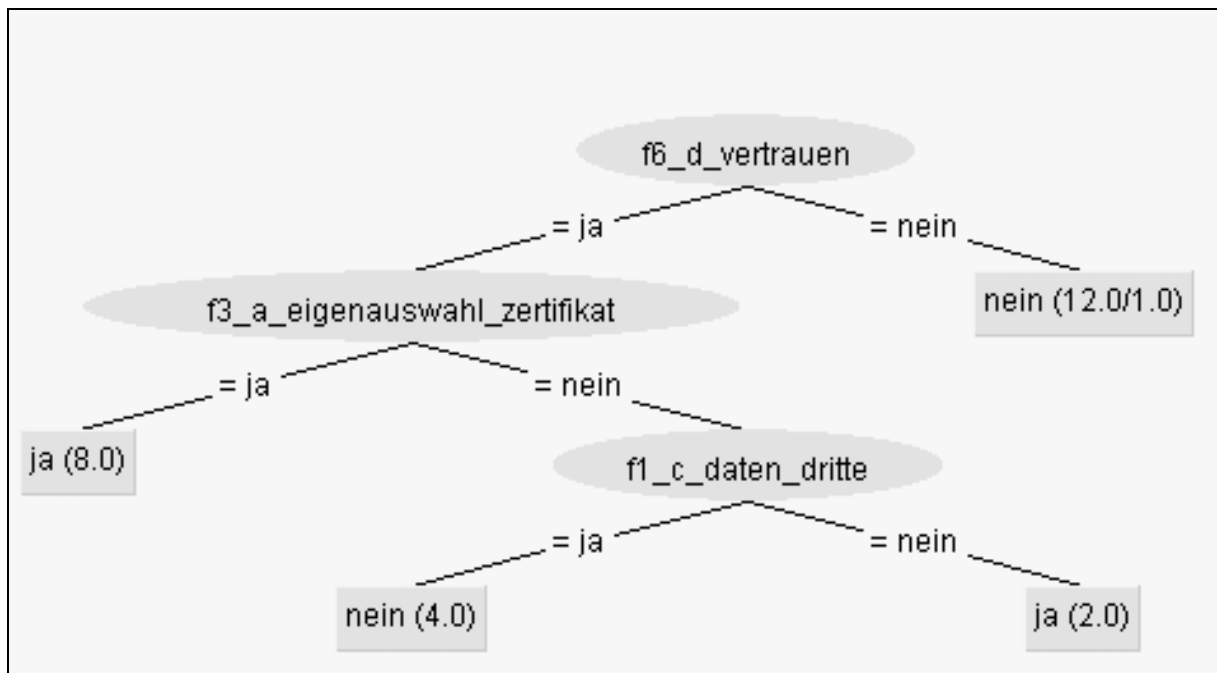 f6_d_vertrauen
= ja
= nein
f3_a_eigenauswahl_zertifikat
nein (12.0/1.0)
= ja
= nein
ja (8.0)
f1_c_daten_dritte
= ja
= nein
nein (4.0)
ja (2.0)